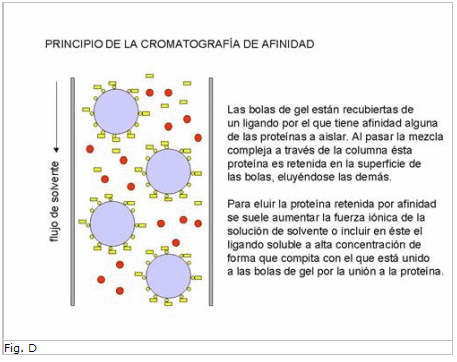 PRINCIPIO DE LA CROMATOGRAFÍA DE AFINIDAD
flujo de solvente
Las bolas de gel están recubiertas de
un ligando por el que tiene afinidad alguna
de las proteínas a aislar. Al pasar la mezcla
compleja a través de la columna ésta
proteína es retenida en la superficie de
las bolas, eluyéndose las demás.
Para eluir la proteína retenida por afinidad
se suele aumentar la fuerza iónica de la
solución de solvente o incluir en éste el
ligando soluble a alta concentración de
forma que compita con el que está unido
a las bolas de gel por la unión a la proteína.
Fig. D